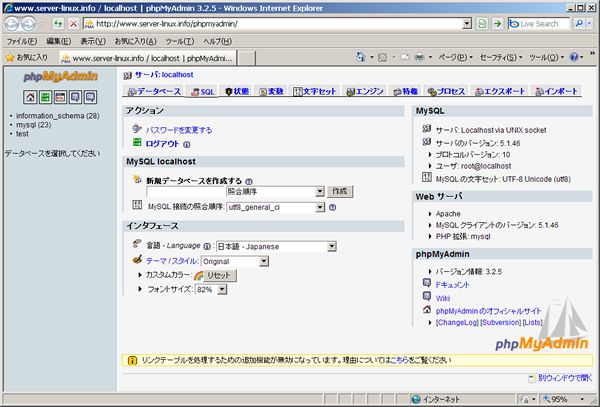 www.server-linux.info / localhost | phpMyAdmin 3.2.5 - Windows Internet Explorer
http://www.server-linux.info/phpmyadmin/
Live Search
ファイル(F) 編集(E) 表示(V) お気に入り(A) ツール(T) ヘルプ(H)
お気に入り
www.server-linux.info / localhost | phpMyAdmi...
ページ(P) セーフティ(S) ツール(O)
phpMyAdmin
information_schema (28)
mysql (23)
test
データベースを選択してください
サーバ: localhost
データベース SQL 状態 変数 文字セット エンジン 特権 プロセス エクスポート インポート
アクション
パスワードを変更する
ログアウト
MySQL localhost
新規データベースを作成する
照合順序 作成
MySQL 接続の照合順序: utf8_general_ci
インタフェース
言語 - Language : 日本語 - Japanese
テーマ / スタイル: Original
カスタムカラー: リセット
フォントサイズ: 82%
MySQL
サーバ: Localhost via UNIX socket
サーバのバージョン: 5.1.46
プロトコルバージョン: 10
ユーザ: root@localhost
MySQL の文字セット: UTF-8 Unicode (utf8)
Web サーバ
Apache
MySQL クライアントのバージョン: 5.1.46
PHP 拡張: mysql
phpMyAdmin
バージョン情報: 3.2.5
ドキュメント
Wiki
phpMyAdmin のオフィシャルサイト
[ChangeLog] [Subversion] [Lists]
phpMyAdmin
リンクテーブルを処理するための追加機能が無効になっています。理由についてはこちらをご覧ください
別ウィンドウで開く
インターネット
95%